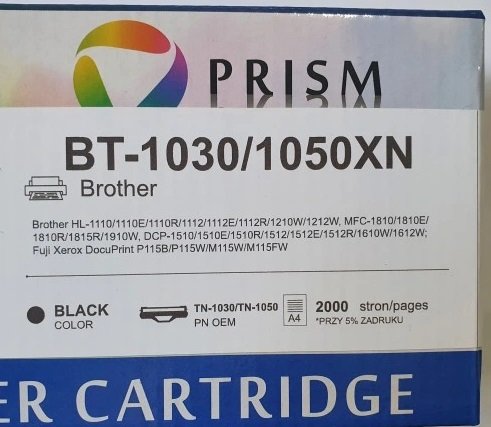 PRISM
BT-1030/1050XN
Brother
Brother HL-1110/1110E/1110R/1112/1112E/1112R/1210W/1212W, MFC-1810/1810E/
1810R/1815R/1910W, DCP-1510/1510E/1510R/1512/1512E/1512R/1610W/1612W;
Fuji Xerox DocuPrint P115B/P115W/M115W/M115FW
BLACK
COLOR
TN-1030/TN-1050
PN OEM
A4
2000 stron/pages
*PRZY 5% ZADRUKU
ER CARTRIDGE